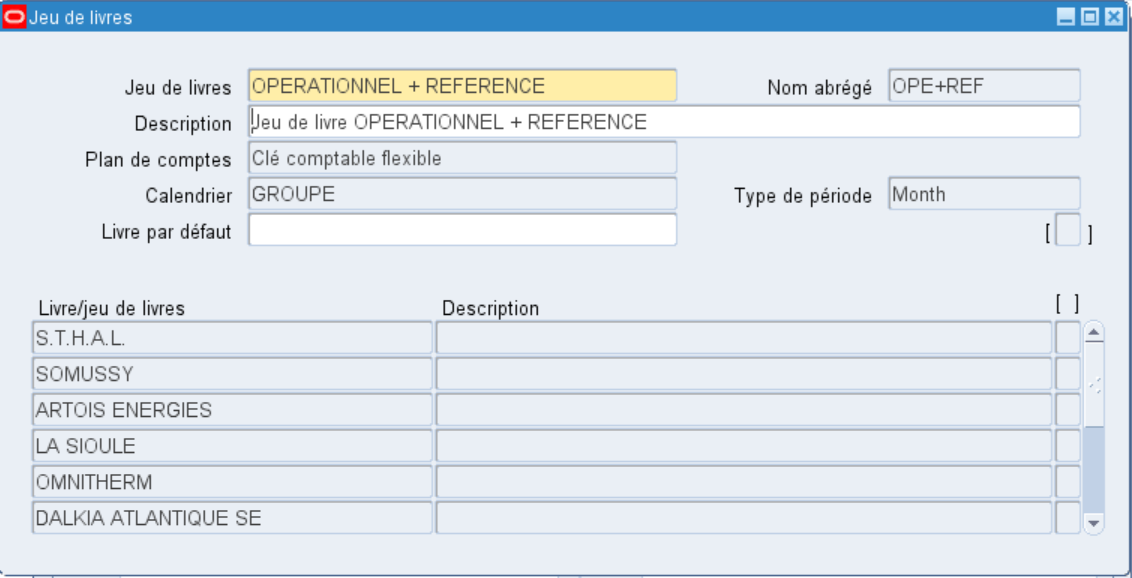 Jeu de livres
Jeu de livres OPERATIONNEL + REFERENCE Nom abrégé OPE+REF
Description Jeu de livre OPERATIONNEL + REFERENCE
Plan de comptes Clé comptable flexible
Calendrier GROUPE Type de période Month
Livre par défaut [ ]
Livre/jeu de livres Description [ ]
S.T.H.A.L.
SOMUSSY
ARTOIS ENERGIES
LA SIOULE
OMNITHERM
DALKIA ATLANTIQUE SE